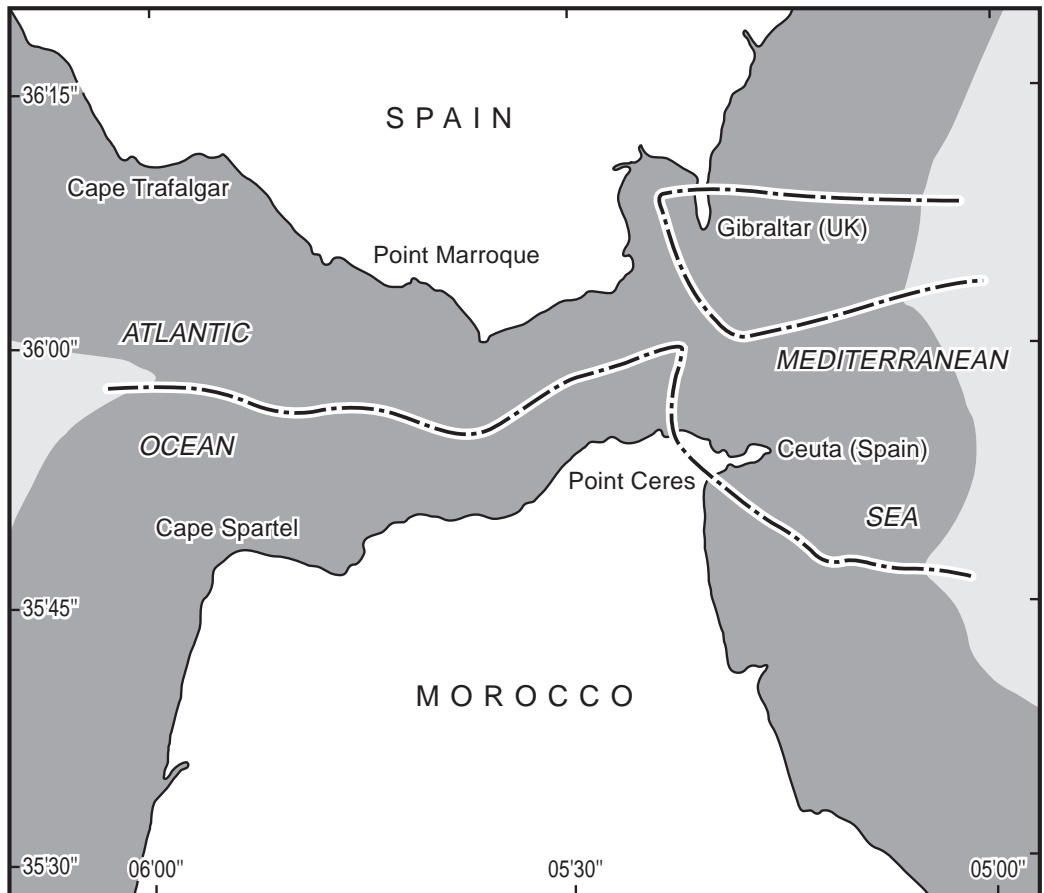 36'15"
SPAIN
Cape Trafalgar
Gibraltar (UK)
Point Marroque
ATLANTIC
36'00"
MEDITERRANEAN
OCEAN
Ceuta (Spain)
Point Ceres
SEA
Cape Spartel
35'45"
MOROCCO
35'30"
06'00"
05'30"
05'00"